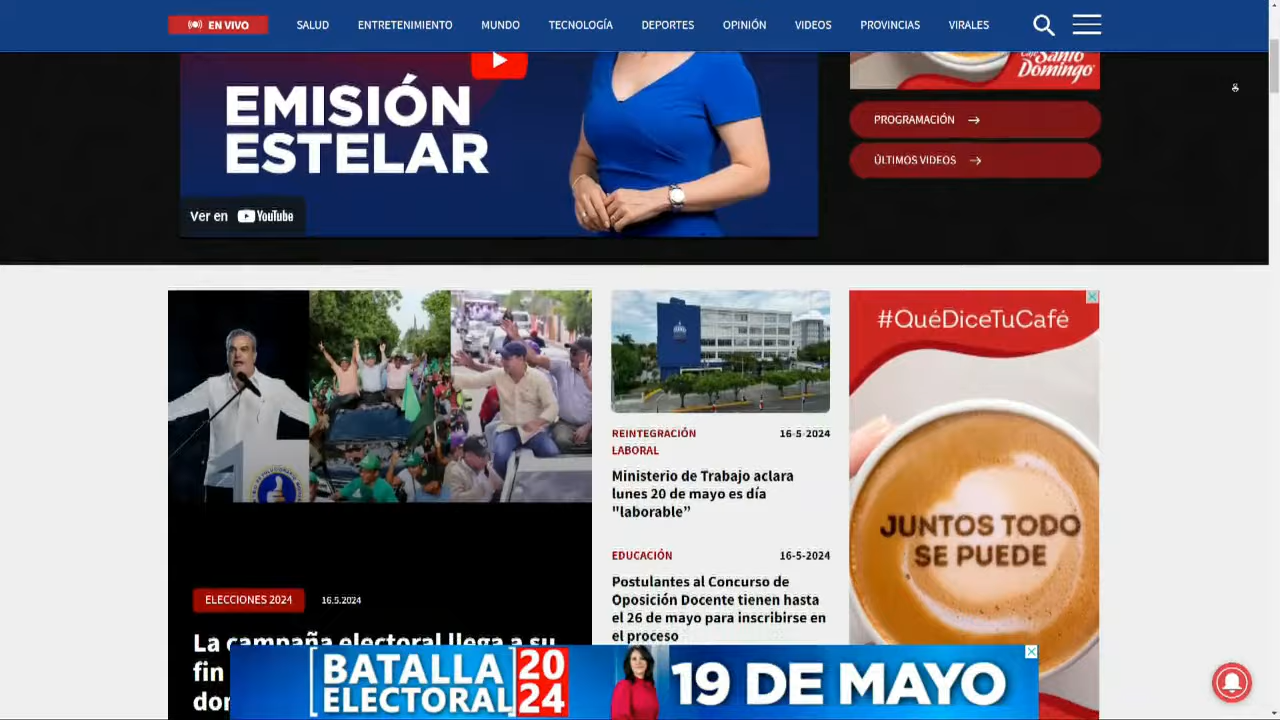 EN VIVO
SALUD
ENTRETENIMIENTO
MUNDO
TECNOLOGÍA
DEPORTES
OPINIÓN
VIDEOS
PROVINCIAS
VIRALES
EMISIÓN
ESTELAR
Ver en YouTube
Café
Santo
Domingo
PROGRAMACIÓN
ÚLTIMOS VIDEOS
ELECCIONES 2024
16.5.2024
La campaña electoral llega a su
fin
REINTEGRACIÓN
LABORAL
16-5-2024
Ministerio de Trabajo aclara
lunes 20 de mayo es día
"laborable”
EDUCACIÓN
16-5-2024
Postulantes al Concurso de
Oposición Docente tienen hasta
el 26 de mayo para inscribirse en
el proceso
#QuéDiceTuCafé
JUNTOS TODO
SE PUEDE
BATALLA
ELECTORAL
20
24
19 DE MAYO